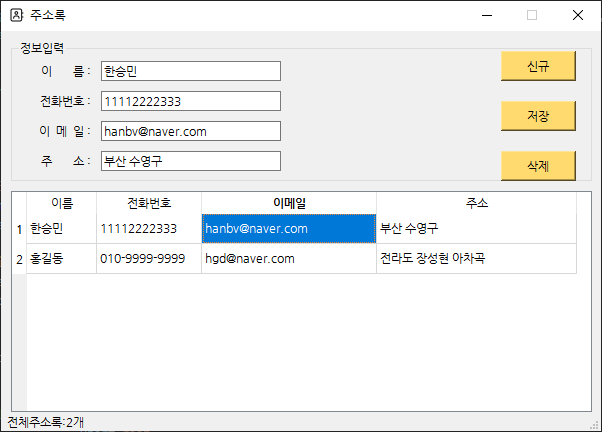 주소록
정보입력
이 름 : 한승민
신규
전화번호 : 11112222333
저장
이 메 일 : hanbv@naver.com
주 소 : 부산 수영구
삭제
이름 전화번호 이메일 주소
1 한승민 11112222333 hanbv@naver.com 부산 수영구
2 홍길동 010-9999-9999 hgd@naver.com 전라도 장성현 아차곡
전체주소록:2개